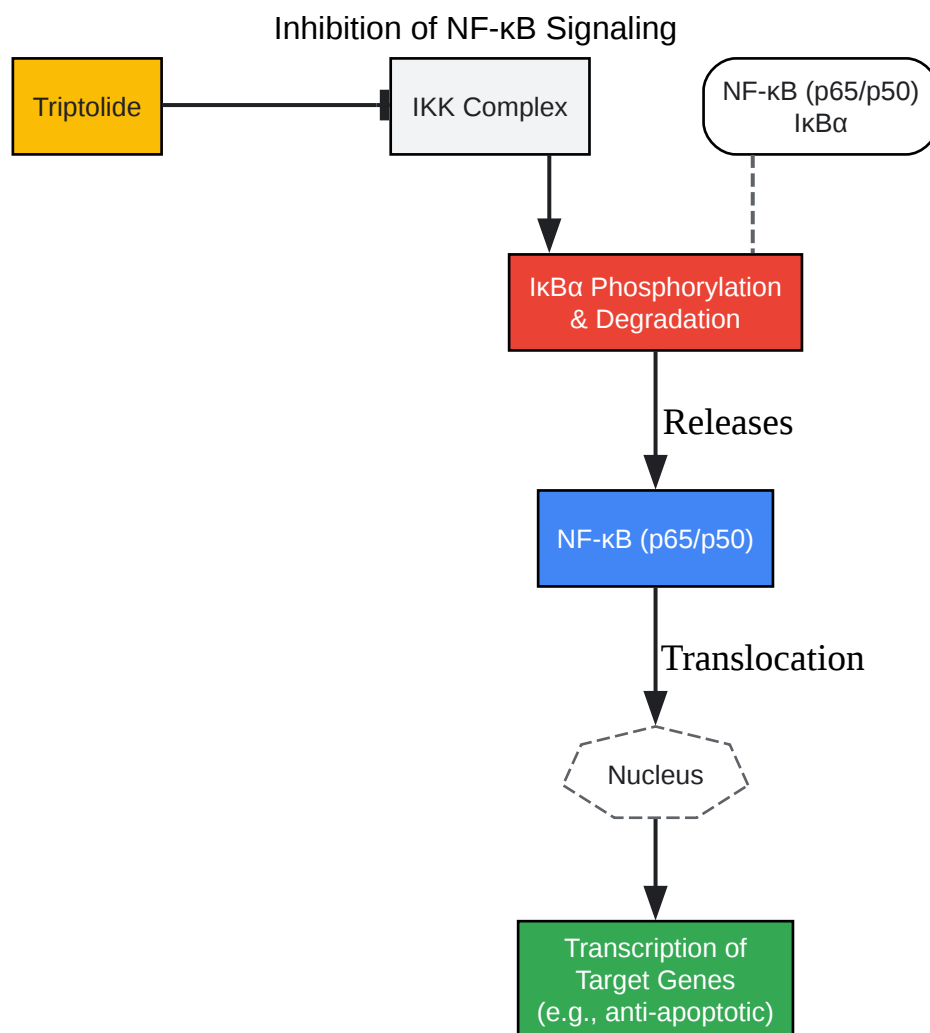 Inhibition of NF-κB Signaling
Triptolide
IKK Complex
NF-κB (p65/p50)
IκBα
IκBα Phosphorylation
& Degradation
Releases
NF-κB (p65/p50)
Translocation
Nucleus
Transcription of
Target Genes
(e.g., anti-apoptotic)